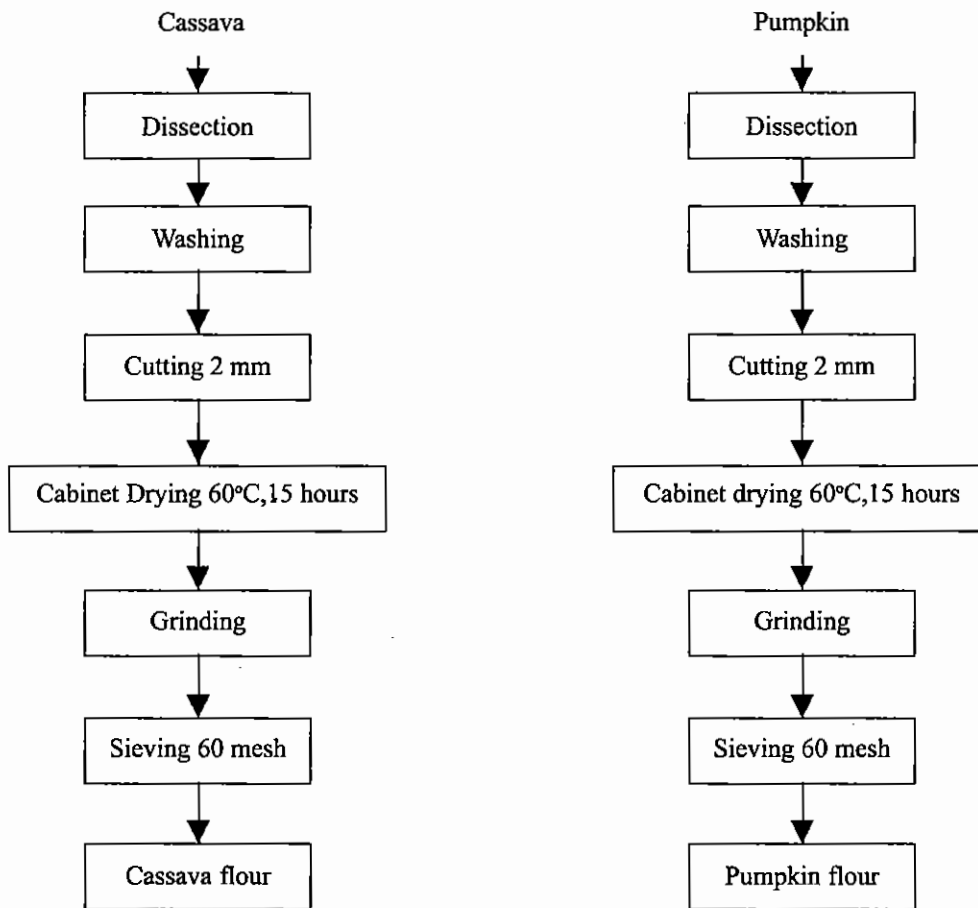 Cassava
Dissection
Washing
Cutting 2 mm
Cabinet Drying 60°C,15 hours
Grinding
Sieving 60 mesh
Cassava flour
Pumpkin
Dissection
Washing
Cutting 2 mm
Cabinet drying 60°C,15 hours
Grinding
Sieving 60 mesh
Pumpkin flour